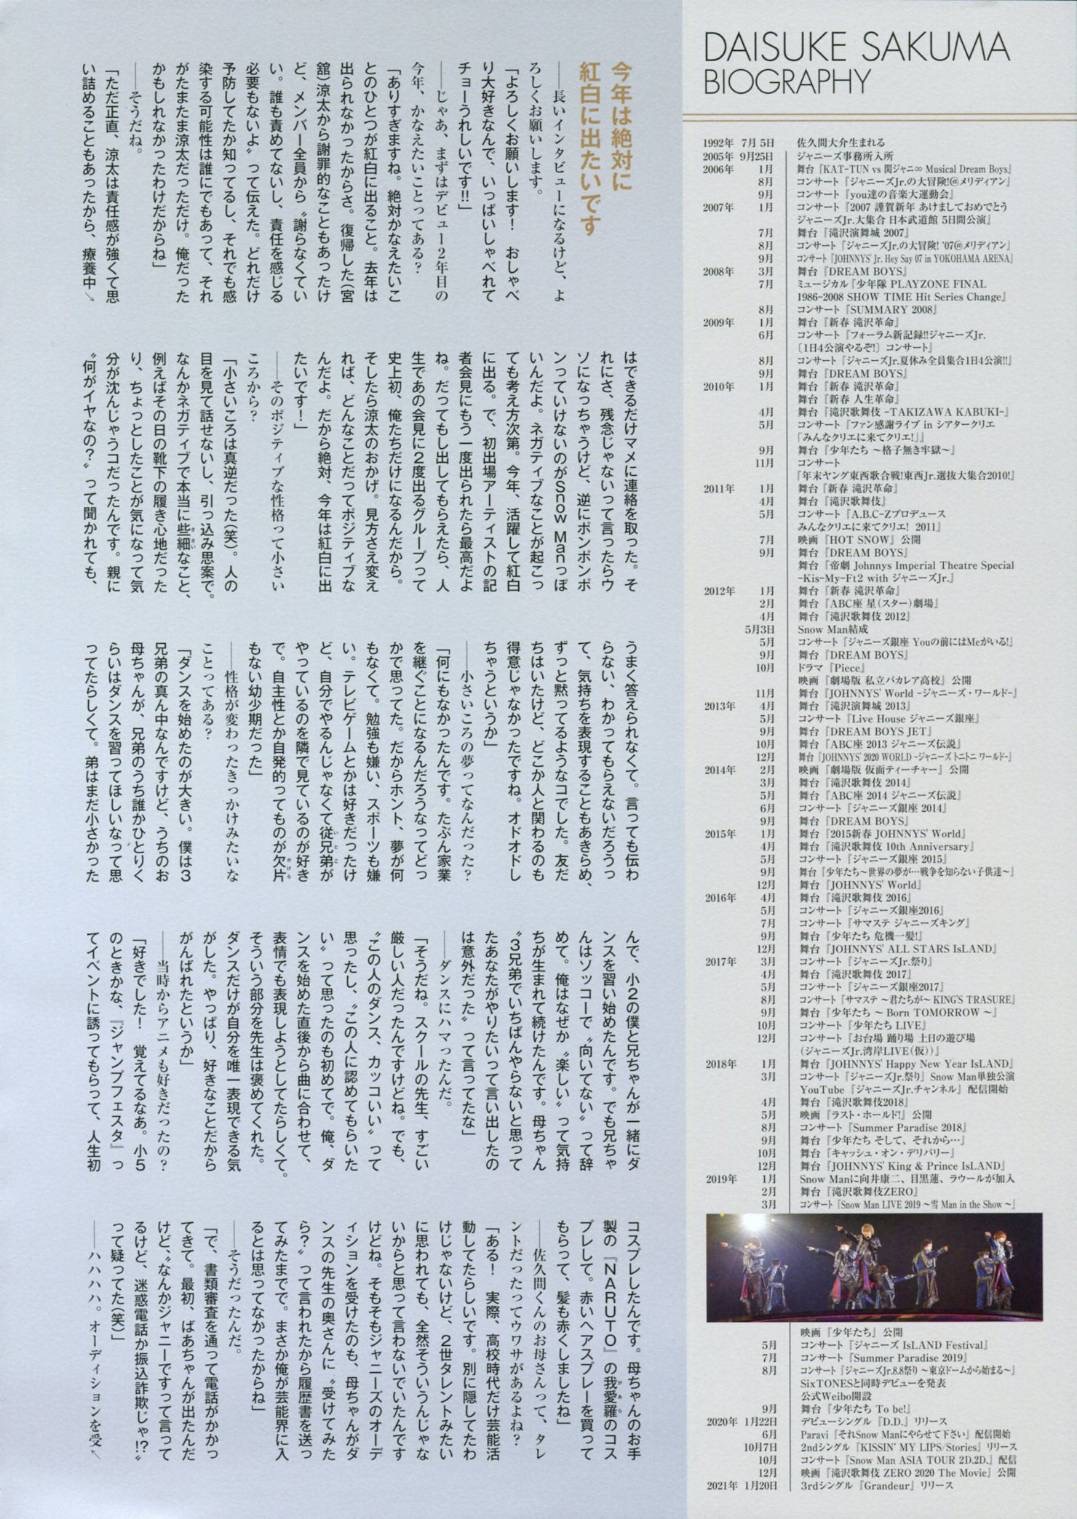 今年は絶対に
紅白に出たいです
――長いインタビューになるけど、よ
ろしくお願いします。
「よろしくお願いします！　おしゃべ
り大好きなんで、いっぱいしゃべれて
チョーうれしいです!!」
――じゃあ、まずはデビュー２年目の
今年、かなえたいことってある？
「ありすぎますね。絶対かなえたいこ
とのひとつが紅白に出ること。去年は
出られなかったからさ。復帰した(宮
舘)涼太から謝罪的なこともあったけ
ど、メンバー全員から〝謝らなくてい
い。誰も責めてないし、責任を感じる
必要もないよ〟って伝えた。どれだけ
予防してたか知ってるし、それでも感
染する可能性は誰にでもあって、それ
がたまたま涼太だっただけ。俺だった
かもしれなかったわけだからね」
――そうだね。
「ただ正直、涼太は責任感が強くて思
い詰めることもあったから、療養中↘
はできるだけマメに連絡を取った。そ
れにさ、残念じゃないって言ったらウ
ソになっちゃうけど、逆にポンポンポ
ンっていけないのがSnow Manっぽ
いんだよ。ネガティブなことが起こっ
ても考え方次第。今年、活躍して紅白
に出る。で、初出場アーティストの記
者会見にもう一度出られたら最高だよ
ね。だってもし出してもらえたら、人
生であの会見に２度出るグループって
史上初、俺たちだけになるんだから。
そしたら涼太のおかげ。見方さえ変え
れば、どんなことだってポジティブな
んだよ。だから絶対、今年は紅白に出
たいです！」
――そのポジティブな性格って小さい
ころから？
「小さいころは真逆だった(笑)。人の
目を見て話せないし、引っ込み思案で。
なんかネガティブで本当に些細なこと、
例えばその日の靴下の履き心地だった
り、ちょっとしたことが気になって気
分が沈んじゃうコだったんです。親に
〝何がイヤなの？〟って聞かれても、
うまく答えられなくて。言っても伝わ
らない、わかってもらえないだろうっ
て、気持ちを表現することもあきらめ、
ずっと黙ってるようなコでした。友だ
ちはいたけど、どこか人と関わるのも
得意じゃなかったですね。オドオドし
ちゃうというか」
――小さいころの夢ってなんだった？
「何にもなかったんです。たぶん家業
を継ぐことになるんだろうなってどっ
かで思ってた。だからホント、夢が何
もなくて。勉強も嫌い、スポーツも嫌
い。テレビゲームとかは好きだったけ
ど、自分でやるんじゃなくて従兄弟が
やっているのを隣で見ているのが好き
で。自主性とか自発的ってものが欠片
もない幼少期だった」
――性格が変わったきっかけみたいな
ことってある？
「ダンスを始めたのが大きい。僕は３
兄弟の真ん中なんですけど、うちのお
母ちゃんが、兄弟のうち誰かひとりく
らいはダンスを習ってほしいなって思
ってたらしくて。弟はまだ小さかった
んで、小２の僕と兄ちゃんが一緒にダ
ンスを習い始めたんです。でも兄ちゃ
んはソッコーで〝向いてない〟って辞
めて。俺はなぜか〝楽しい〟って気持
ちが生まれて続けたんです。母ちゃん
〝３兄弟でいちばんやらないと思って
たあなたがやりたいって言い出したの
は意外だった〟って言ってたな」
――ダンスにハマったんだ。
「そうだね。スクールの先生、すごい
厳しい人だったんですけどね。でも、
〝この人のダンス、カッコいい〟って
思ったし、〝この人に認めてもらいた
い〟って思ったのも初めてで。俺、ダ
ンスを始めた直後から曲に合わせて、
表情でも表現しようとしてたらしくて。
そういう部分を先生は褒めてくれた。
ダンスだけが自分を唯一表現できる気
がした。やっぱり、好きなことだから
がんばれたというか」
――当時からアニメも好きだったの？
「好きでした！　覚えてるなあ。小５
のときかな、『ジャンプフェスタ』っ
てイベントに誘ってもらって、人生初
コスプレしたんです。母ちゃんのお手
製の『NARUTO』の我愛羅のコス
プレして。赤いヘアスプレーを買って
もらって、髪も赤くしましたね」
――佐久間くんのお母さんって、タレ
ントだったってウワサがあるよね？
「ある！　実際、高校時代だけ芸能活
動してたらしいです。別に隠してたわ
けじゃないけど、２世タレントみたい
に思われても、全然そういうんじゃな
いからと思って言わないでいたんです
けどね。そもそもジャニーズのオーデ
ィションを受けたのも、母ちゃんがダ
ンスの先生の奥さんに〝受けてみた
ら？〟って言われたから履歴書を送っ
てみたまでで。まさか俺が芸能界に入
るとは思ってなかったからね」
――そうだったんだ。
「で、書類審査を通って電話がかかっ
てきて。最初、ばあちゃんが出たんだ
けど、〝なんかジャニーですって言って
るけど、迷惑電話か振込詐欺じゃ!?〟
って疑ってた(笑)」
――ハハハハ。オーディションを受↘
DAISUKE SAKUMA
BIOGRAPHY
1992年 7月 5日 佐久間大介生まれる
2005年 9月25日 ジャニーズ事務所入所
2006年 1月 舞台『KAT-TUN vs 関ジャニ∞ Musical Dream Boys』
8月 コンサート『ジャニーズJr.の大冒険!@メリディアン』
9月 コンサート『you達の音楽大運動会』
2007年 1月 コンサート『2007 謹賀新年 あけましておめでとう
ジャニーズJr.大集合 日本武道館 5日間公演』
7月 舞台『滝沢演舞城 2007』
8月 コンサート『ジャニーズJr.の大冒険! '07@メリディアン』
9月 コンサート『JOHNNYS' Jr. Hey Say 07 in YOKOHAMA ARENA』
2008年 3月 舞台『DREAM BOYS』
7月 ミュージカル『少年隊 PLAYZONE FINAL
1986-2008 SHOW TIME Hit Series Change』
8月 コンサート『SUMMARY 2008』
2009年 1月 舞台『新春 滝沢革命』
6月 コンサート『フォーラム新記録!!ジャニーズJr.
〔1日4公演やるぞ!〕コンサート』
8月 コンサート『ジャニーズJr.夏休み全員集合1日4公演!!』
9月 舞台『DREAM BOYS』
2010年 1月 舞台『新春 滝沢革命』
舞台『新春 人生革命』
4月 舞台『滝沢歌舞伎 -TAKIZAWA KABUKI-』
5月 コンサート『ファン感謝ライブ in シアタークリエ
「みんなクリエに来てクリエ!」』
9月 舞台『少年たち ～格子無き牢獄～』
11月 コンサート
『年末ヤング東西歌合戦!東西Jr.選抜大集合2010!』
2011年 1月 舞台『新春 滝沢革命』
4月 舞台『滝沢歌舞伎』
5月 コンサート『A.B.C-Zプロデュース
みんなクリエに来てクリエ! 2011』
7月 映画『HOT SNOW』公開
9月 舞台『DREAM BOYS』
舞台『帝劇 Johnnys Imperial Theatre Special
-Kis-My-Ft2 with ジャニーズJr.』
2012年 1月 舞台『新春 滝沢革命』
2月 舞台『ABC座 星(スター)劇場』
4月 舞台『滝沢歌舞伎 2012』
5月3日 Snow Man結成
5月 コンサート『ジャニーズ銀座 Youの前にはMeがいる!』
9月 舞台『DREAM BOYS』
10月 ドラマ『Piece』
映画『劇場版 私立バカレア高校』公開
11月 舞台『JOHNNYS' World -ジャニーズ・ワールド-』
2013年 4月 舞台『滝沢演舞城 2013』
5月 コンサート『Live House ジャニーズ銀座』
9月 舞台『DREAM BOYS JET』
10月 舞台『ABC座 2013 ジャニーズ伝説』
12月 舞台『JOHNNYS' 2020 WORLD -ジャニーズ トニトニ ワールド-』
2014年 2月 映画『劇場版 仮面ティーチャー』公開
3月 舞台『滝沢歌舞伎 2014』
5月 舞台『ABC座 2014 ジャニーズ伝説』
6月 コンサート『ジャニーズ銀座 2014』
9月 舞台『DREAM BOYS』
2015年 1月 舞台『2015新春 JOHNNYS' World』
4月 舞台『滝沢歌舞伎 10th Anniversary』
5月 コンサート『ジャニーズ銀座 2015』
9月 舞台『少年たち～世界の夢が…戦争を知らない子供達～』
12月 舞台『JOHNNYS' World』
2016年 4月 舞台『滝沢歌舞伎 2016』
5月 コンサート『ジャニーズ銀座2016』
7月 コンサート『サマステ ジャニーズキング』
9月 舞台『少年たち 危機一髪!』
12月 舞台『JOHNNYS' ALL STARS IsLAND』
2017年 3月 コンサート『ジャニーズJr.祭り』
4月 舞台『滝沢歌舞伎 2017』
5月 コンサート『ジャニーズ銀座2017』
8月 コンサート『サマステ ～君たちが～ KING'S TRASURE』
9月 舞台『少年たち ～ Born TOMORROW ～』
10月 コンサート『少年たち LIVE』
12月 コンサート『お台場 踊り場 土日の遊び場
(ジャニーズJr.湾岸LIVE(仮))』
2018年 1月 舞台『JOHNNYS' Happy New Year IsLAND』
3月 コンサート『ジャニーズJr.祭り』Snow Man単独公演
YouTube『ジャニーズJr.チャンネル』配信開始
4月 舞台『滝沢歌舞伎2018』
5月 映画『ラスト・ホールド!』公開
8月 コンサート『Summer Paradise 2018』
9月 舞台『少年たち そして、それから…』
10月 舞台『キャッシュ・オン・デリバリー』
12月 舞台『JOHNNYS' King & Prince IsLAND』
2019年 1月 Snow Manに向井康二、目黒蓮、ラウールが加入
2月 舞台『滝沢歌舞伎ZERO』
3月 コンサート『Snow Man LIVE 2019 ～雪 Man in the Show～』
映画『少年たち』公開
5月 コンサート『ジャニーズ IsLAND Festival』
7月 コンサート『Summer Paradise 2019』
8月 コンサート『ジャニーズJr.8.8祭り ～東京ドームから始まる～』
SixTONESと同時デビューを発表
公式Weibo開設
9月 舞台『少年たち To be!』
2020年 1月22日 デビューシングル『D.D.』リリース
6月 Paravi『それSnow Manにやらせて下さい』配信開始
10月7日 2ndシングル『KISSIN' MY LIPS/Stories』リリース
10月 コンサート『Snow Man ASIA TOUR 2D.2D.』配信
12月 映画『滝沢歌舞伎 ZERO 2020 The Movie』公開
2021年 1月20日 3rdシングル『Grandeur』リリース